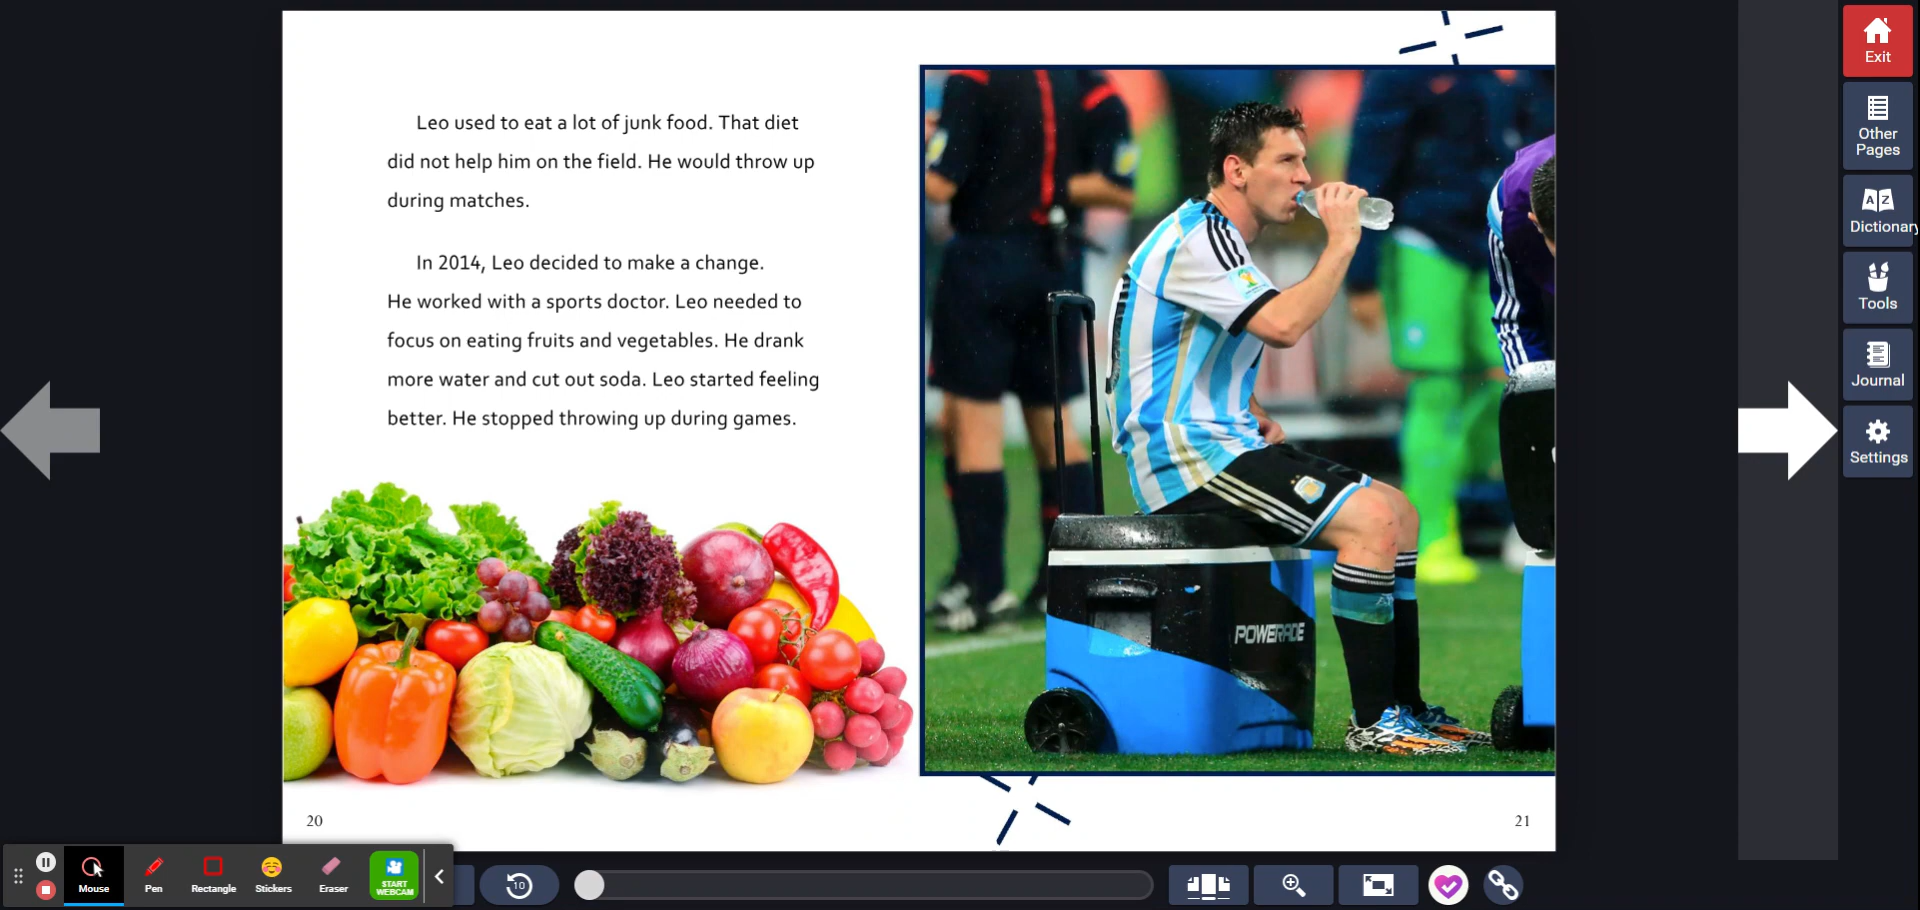 Leo used to eat a lot of junk food. That diet
did not help him on the field. He would throw up
during matches.
In 2014, Leo decided to make a change.
He worked with a sports doctor. Leo needed to
focus on eating fruits and vegetables. He drank
more water and cut out soda. Leo started feeling
better. He stopped throwing up during games.
POWERADE
20
21
Exit
Other
Pages
A Z
Dictionary
Tools
Journal
Settings
Mouse
Pen
Rectangle
Stickers
Eraser
START
WEBCAM
10